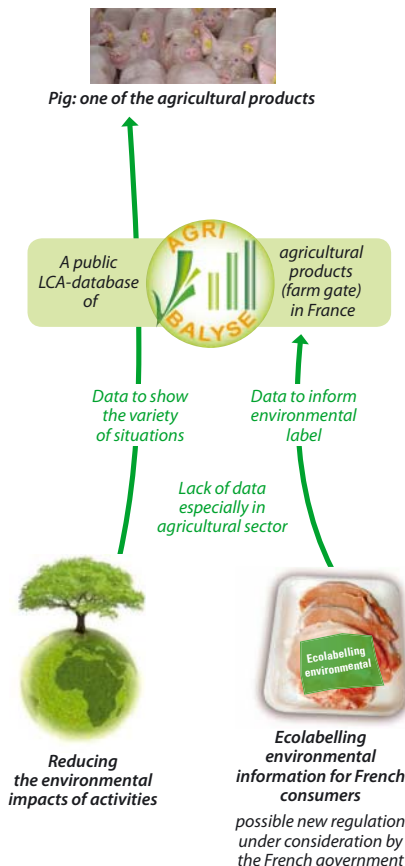 Pig: one of the agricultural products
AGRI
BALYSE
A public
LCA-database
of
agricultural
products
(farm gate)
in France
Data to show
the variety
of situations
Data to inform
environmental
label
Lack of data
especially in
agricultural sector
Ecolabelling
environmental
Reducing
the environmental
impacts of activities
Ecolabelling
environmental
information for French
consumers
possible new regulation
under consideration by
the French government